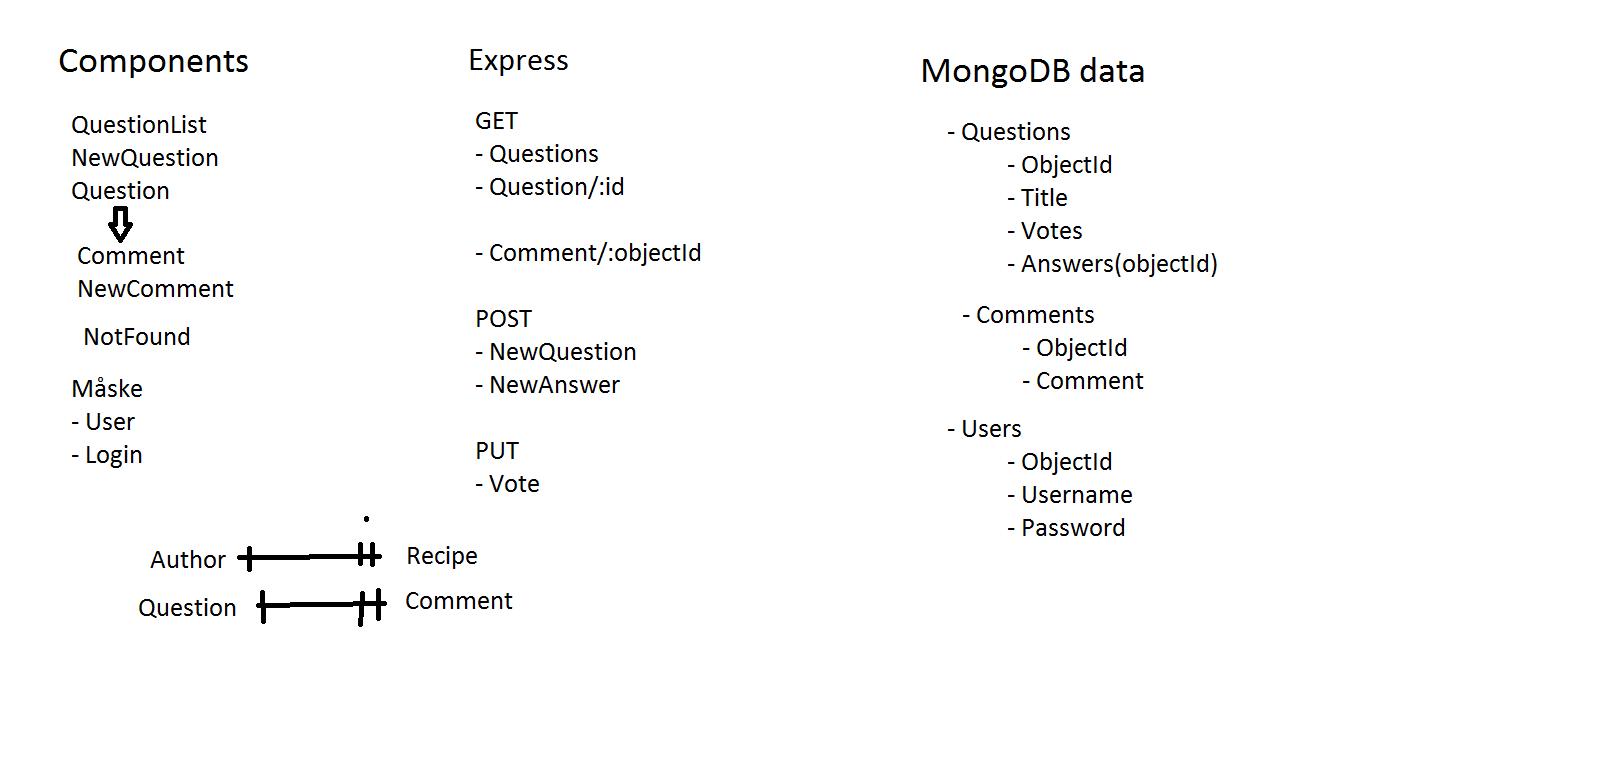 Components
QuestionList
NewQuestion
Question
Comment
NewComment
NotFound
Måske
- User
- Login
Express
GET
- Questions
- Question/:id
- Comment/:objectId
POST
- NewQuestion
- NewAnswer
PUT
- Vote
MongoDB data
- Questions
- ObjectId
- Title
- Votes
- Answers(objectId)
- Comments
- ObjectId
- Comment
- Users
- ObjectId
- Username
- Password
Author Recipe
Question Comment